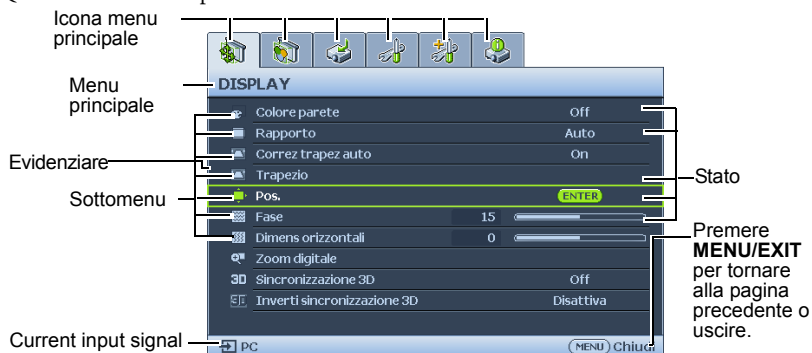 Icona menu
principale
Menu
principale
DISPLAY
Colore parete Off
Rapporto Auto
Correz trapez auto On
Evidenziare
Trapezio
Stato
Sottomenu
Pos. ENTER
Fase 15
Dimens orizzontali 0
Zoom digitale
3D Sincronizzazione 3D Off
Inverti sincronizzazione 3D Disattiva
Premere
MENU/EXIT
per tornare
alla pagina
precedente o
uscire.
Current input signal
PC
MENU Chiudi